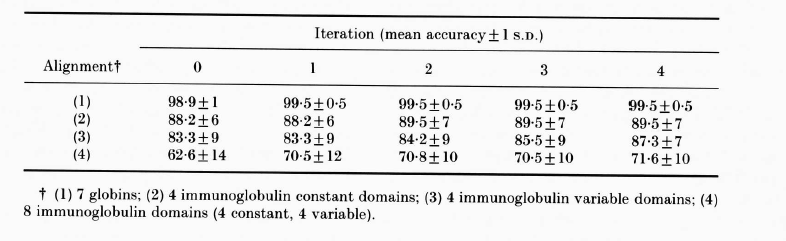 Iteration (mean accuracy ± 1 S.D.)
Alignment† 0 1 2 3 4
(1) 98·9±1 99·5±0·5 99·5±0·5 99·5±0·5 99·5±0·5
(2) 88·2±6 88·2±6 89·5±7 89·5±7 89·5±7
(3) 83·3±9 83·3±9 84·2±9 85·5±9 87·3±7
(4) 62·6±14 70·5±12 70·8±10 70·5±10 71·6±10
† (1) 7 globins; (2) 4 immunoglobulin constant domains; (3) 4 immunoglobulin variable domains; (4)
8 immunoglobulin domains (4 constant, 4 variable).